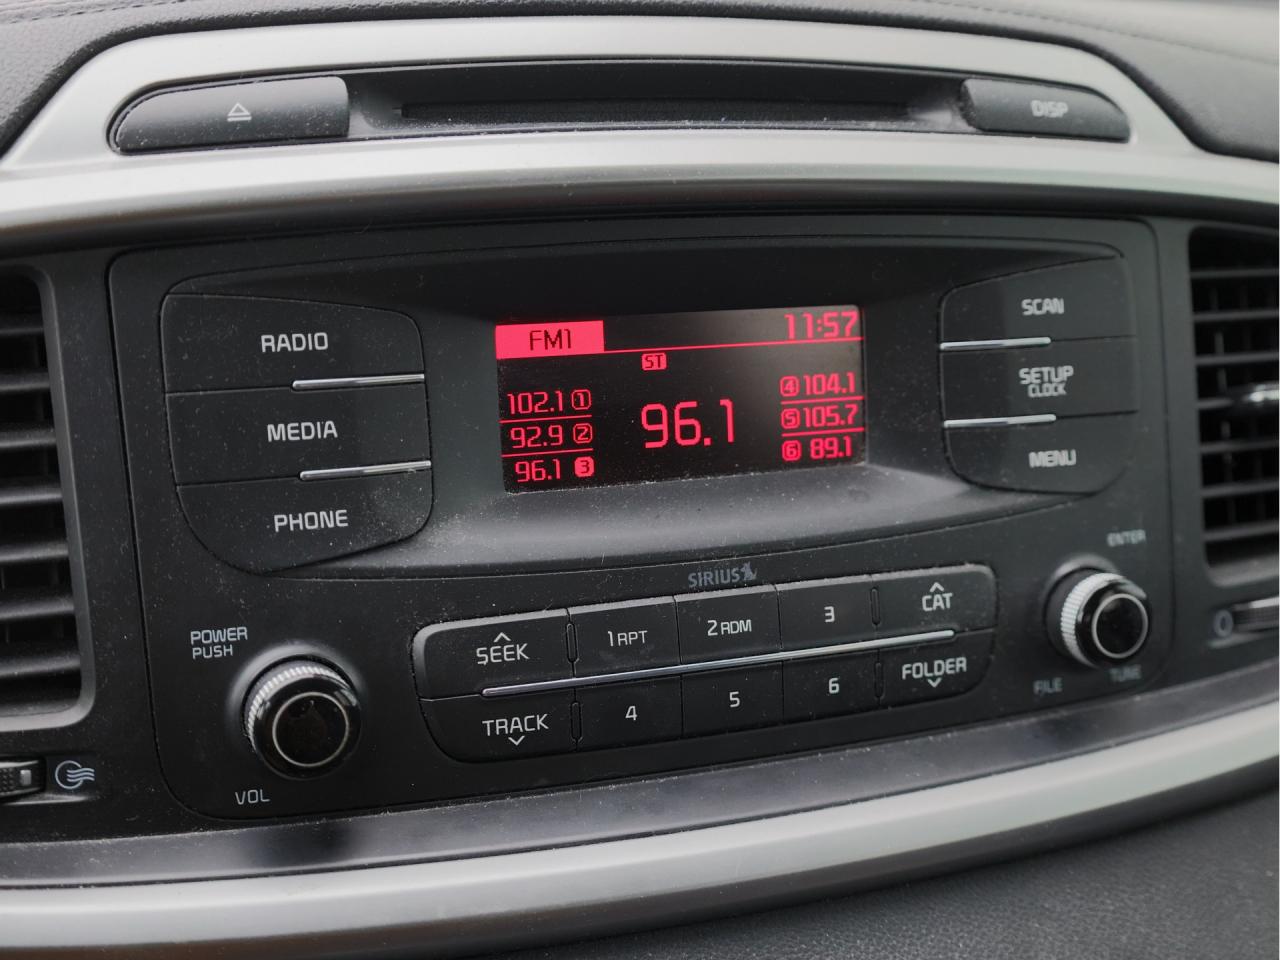 DISP
RADIO
MEDIA
PHONE
FM1
11:57
ST
102.1 1
92.9 2
96.1 3
96.1
4 104.1
5 105.7
6 89.1
SCAN
SETUP
CLOCK
MENU
SIRIUS
POWER
PUSH
VOL
SEEK
1 RPT
2 RDM
3
CAT
TRACK
4
5
6
FOLDER
ENTER
FILE
TUNE
0